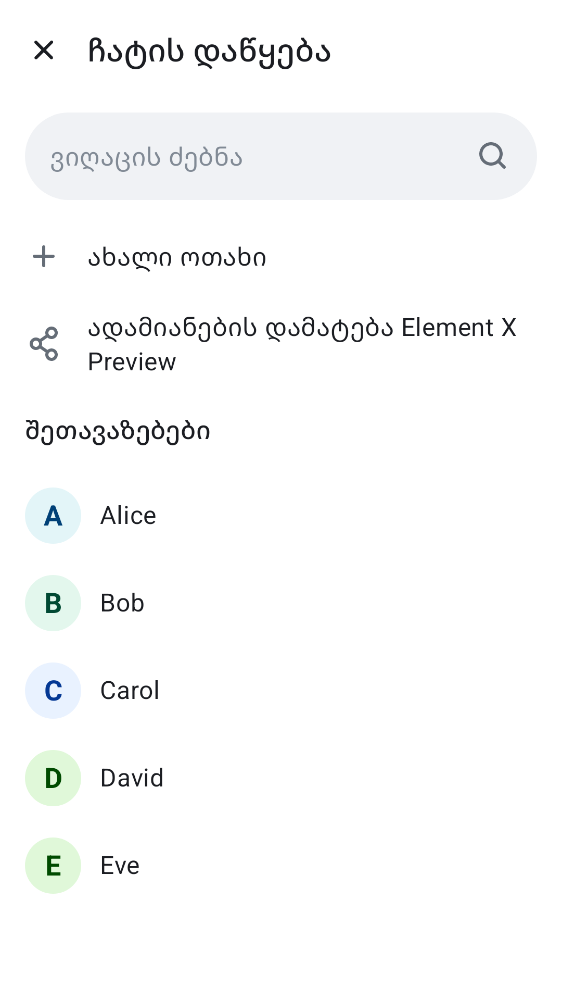 ჩატის დაწყება
ვიღაცის ძებნა
ახალი ოთახი
ადამიანების დამატება Element X
Preview
შეთავაზებები
A Alice
B Bob
C Carol
D David
E Eve